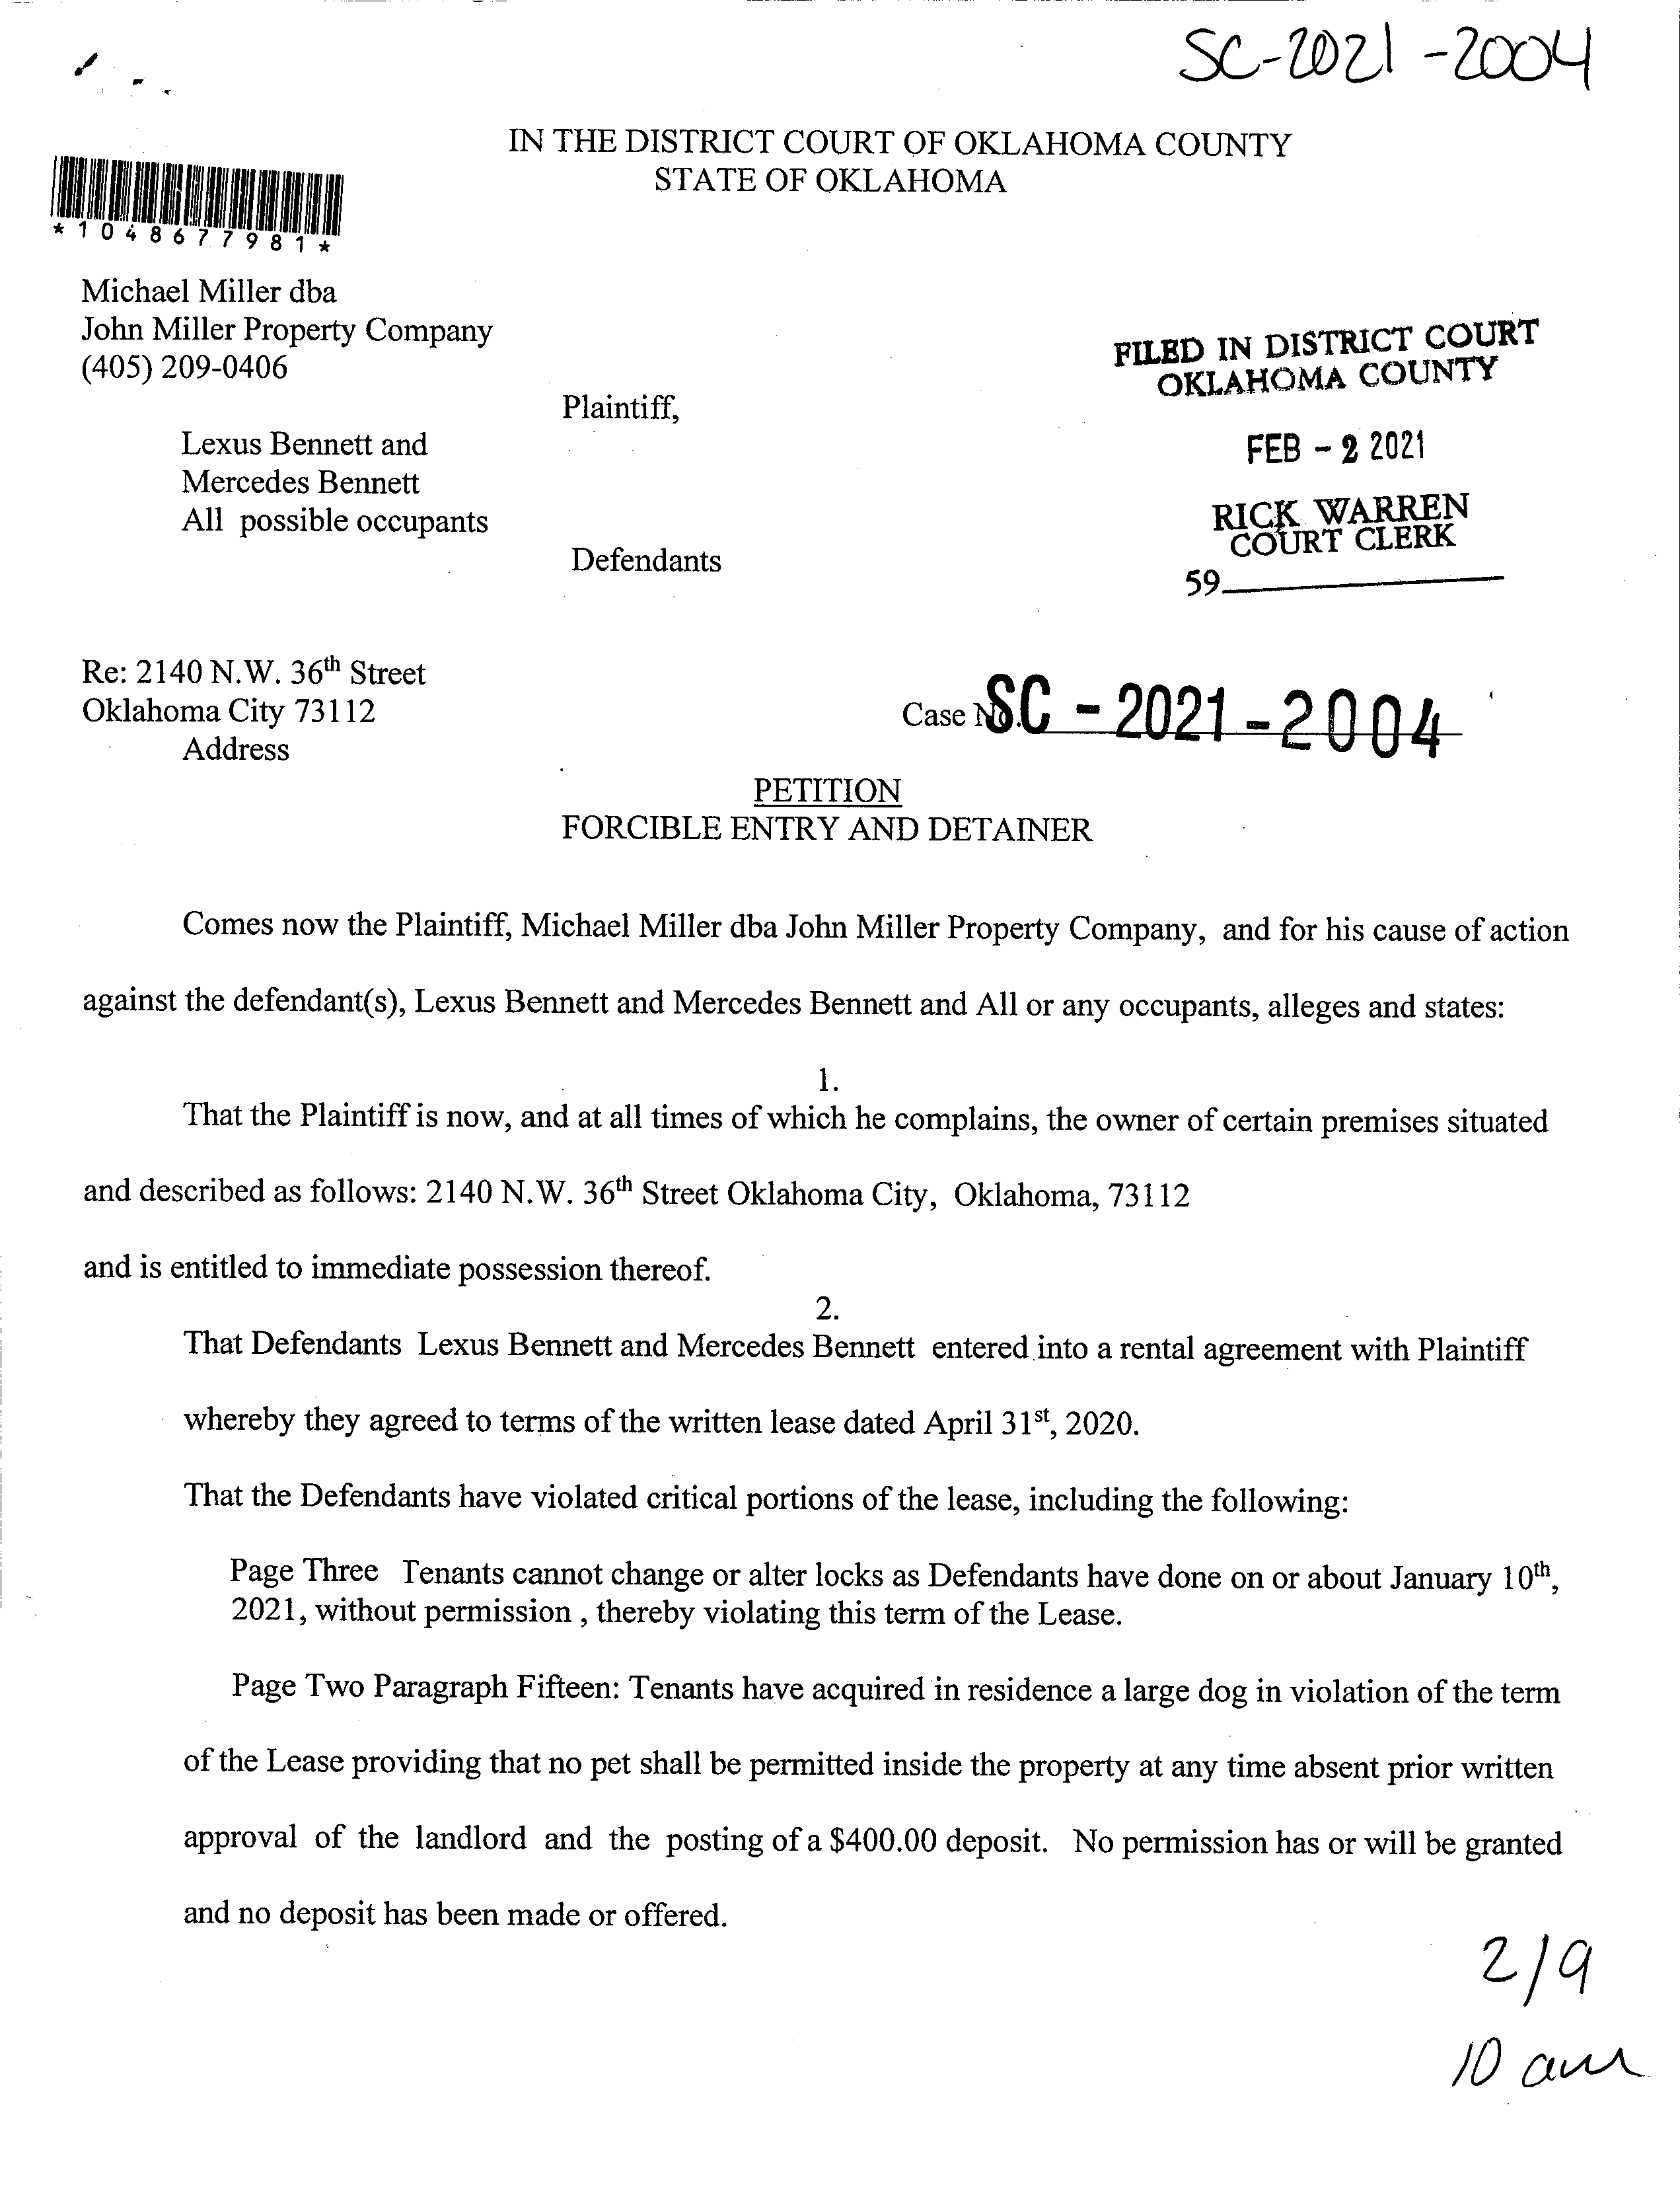 SC-2021-2004
IN THE DISTRICT COURT OF OKLAHOMA COUNTY
STATE OF OKLAHOMA
*1048677981*
Michael Miller dba
John Miller Property Company
(405) 209-0406
Plaintiff,
Lexus Bennett and
Mercedes Bennett
All possible occupants
Defendants
FILED IN DISTRICT COURT
OKLAHOMA COUNTY
FEB - 2 2021
RICK WARREN
COURT CLERK
59
Re: 2140 N.W. 36th Street
Oklahoma City 73112
Address
Case No. SC - 2021 - 2004
PETITION
FORCIBLE ENTRY AND DETAINER
Comes now the Plaintiff, Michael Miller dba John Miller Property Company, and for his cause of action
against the defendant(s), Lexus Bennett and Mercedes Bennett and All or any occupants, alleges and states:
1.
That the Plaintiff is now, and at all times of which he complains, the owner of certain premises situated
and described as follows: 2140 N.W. 36th Street Oklahoma City, Oklahoma, 73112
and is entitled to immediate possession thereof.
2.
That Defendants Lexus Bennett and Mercedes Bennett entered into a rental agreement with Plaintiff
whereby they agreed to terms of the written lease dated April 31st, 2020.
That the Defendants have violated critical portions of the lease, including the following:
Page Three Tenants cannot change or alter locks as Defendants have done on or about January 10th,
2021, without permission , thereby violating this term of the Lease.
Page Two Paragraph Fifteen: Tenants have acquired in residence a large dog in violation of the term
of the Lease providing that no pet shall be permitted inside the property at any time absent prior written
approval of the landlord and the posting of a $400.00 deposit. No permission has or will be granted
and no deposit has been made or offered.
2/9
10 am